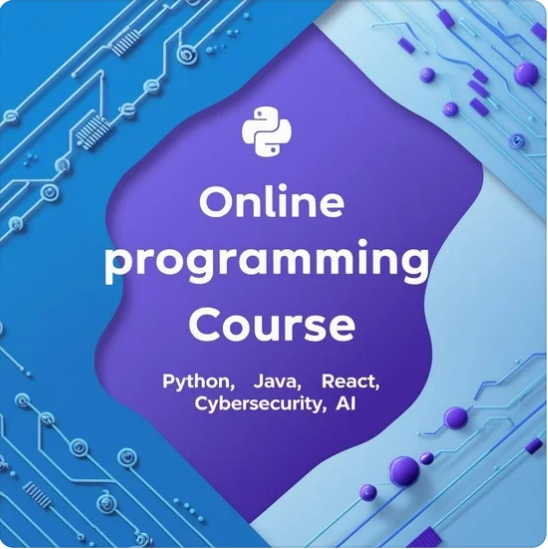 Online
programming
Course
Python, Java, React,
Cybersecurity, AI